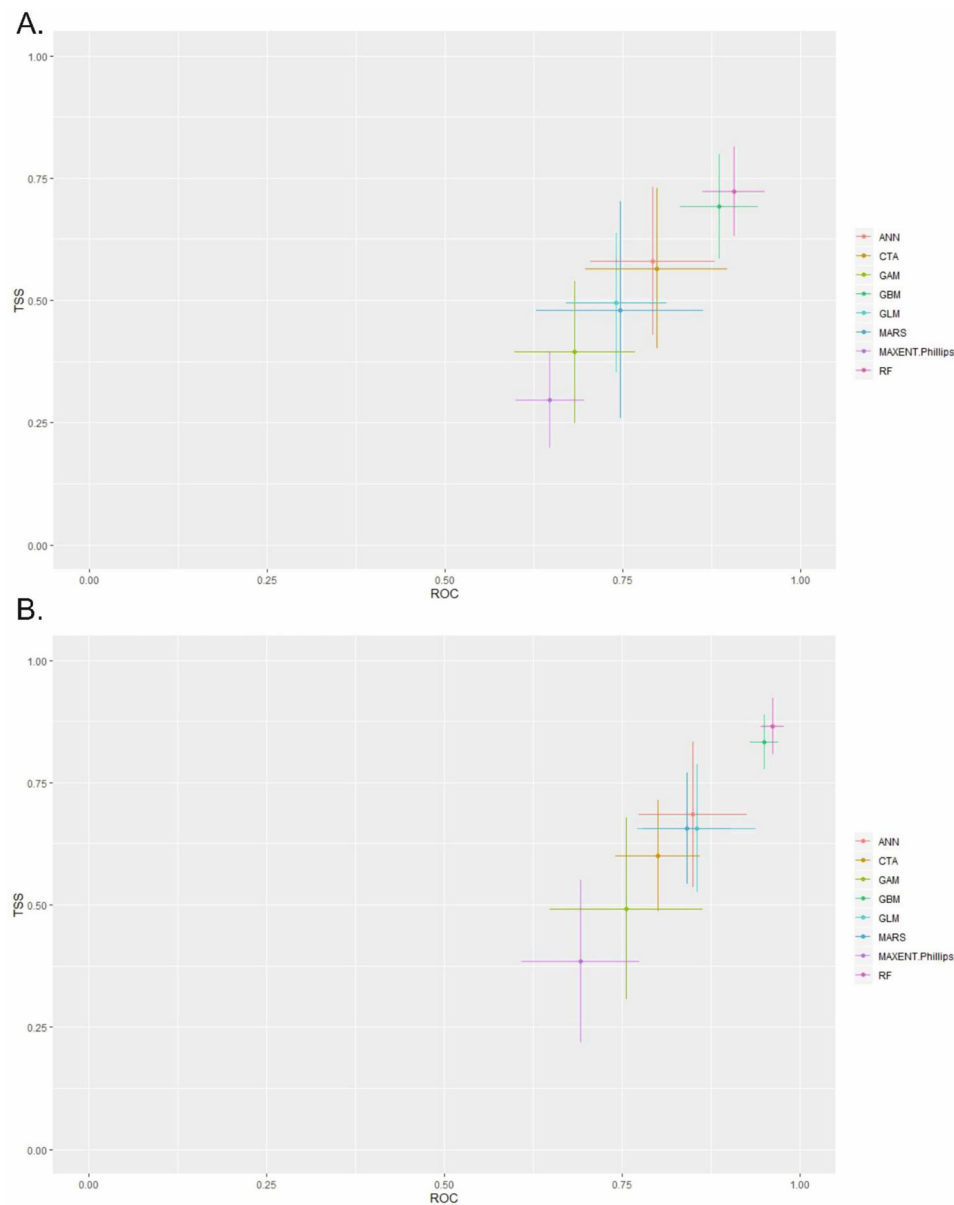 A.
1.00
0.75
0.50
0.25
0.00
TSS
0.00 0.25 0.50 0.75 1.00
ROC
ANN
CTA
GAM
GBM
GLM
MARS
MAXENT.Phillips
RF
B.
1.00
0.75
0.50
0.25
0.00
TSS
0.00 0.25 0.50 0.75 1.00
ROC
ANN
CTA
GAM
GBM
GLM
MARS
MAXENT.Phillips
RF